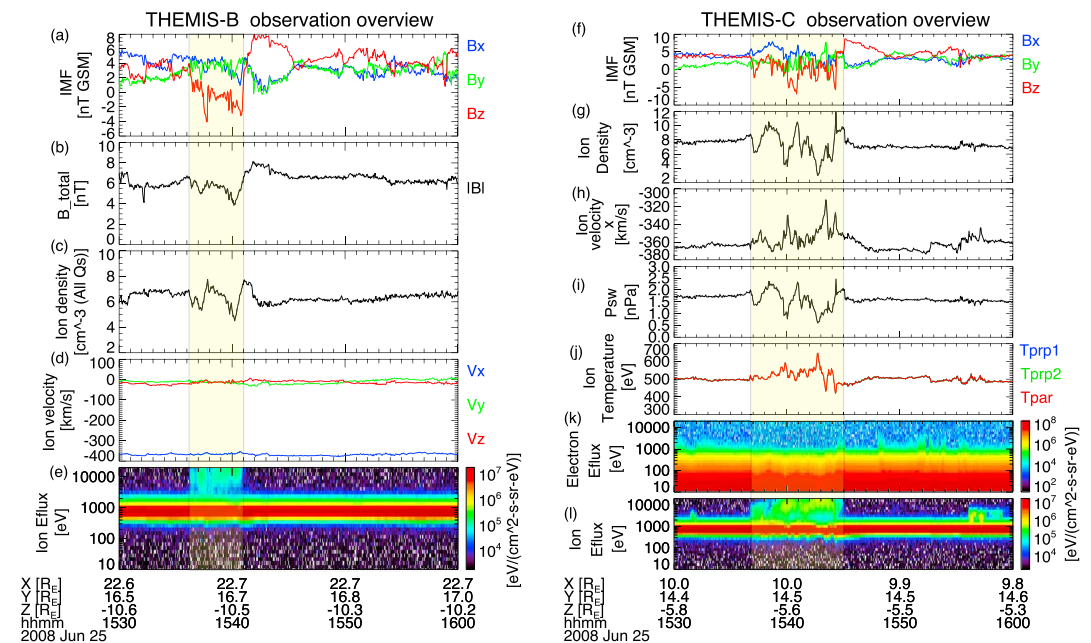 THEMIS-B observation overview
(a)
IMF
[nT GSM]
8
6
4
2
0
-2
-4
-6
Bx
By
Bz
(b)
B_total
[nT]
10
8
6
4
2
0
|B|
(c)
Ion density
[cm^-3 (All Qs)]
10
8
6
4
2
(d)
Ion velocity
[km/s]
100
0
-100
-200
-300
-400
Vx
Vy
Vz
(e)
Ion Eflux
[eV]
10000
1000
100
10
10^7
10^6
10^5
10^4
[eV/(cm^2-s-sr-eV)]
X [RE] 22.6 22.7 22.7 22.7
Y [RE] 16.5 16.7 16.8 17.0
Z [RE] -10.6 -10.5 -10.3 -10.2
hhmm 1530 1540 1550 1600
2008 Jun 25
THEMIS-C observation overview
(f)
IMF
[nT GSM]
10
5
0
-5
-10
Bx
By
Bz
(g)
Ion
Density
[cm^-3]
12
10
8
6
4
2
(h)
Ion
velocity
x
[km/s]
-300
-320
-340
-360
-380
(i)
Psw
[nPa]
3.0
2.5
2.0
1.5
1.0
0.5
0.0
(j)
Ion
Temperature
[eV]
700
600
500
400
300
Tprp1
Tprp2
Tpar
(k)
Electron
Eflux
[eV]
10000
1000
100
10
10^8
10^6
10^4
10^2
(l)
Ion
Eflux
[eV]
10000
1000
100
10
10^7
10^6
10^5
10^4
[eV/(cm^2-s-sr-eV)]
X [RE] 10.0 10.0 9.9 9.8
Y [RE] 14.4 14.5 14.5 14.6
Z [RE] -5.8 -5.6 -5.5 -5.3
hhmm 1530 1540 1550 1600
2008 Jun 25